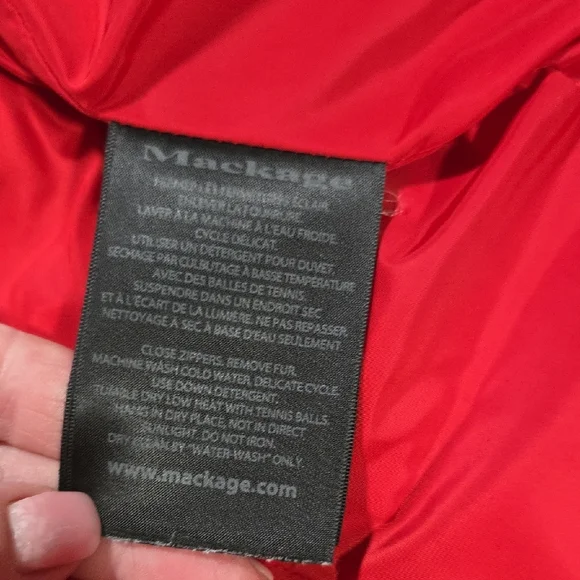 Mackage
FERMER LES FERMETURES ÉCLAIR.
ENLEVER LA FOURRURE.
LAVER À LA MACHINE À L'EAU FROIDE,
CYCLE DÉLICAT.
UTILISER UN DÉTERGENT POUR DUVET.
SÉCHAGE PAR CULBUTAGE À BASSE TEMPÉRATURE
AVEC DES BALLES DE TENNIS.
SUSPENDRE DANS UN ENDROIT SEC
ET À L'ÉCART DE LA LUMIÈRE. NE PAS REPASSER.
NETTOYAGE À SEC À BASE D'EAU SEULEMENT
CLOSE ZIPPERS. REMOVE FUR.
MACHINE WASH COLD WATER, DELICATE CYCLE.
USE DOWN DETERGENT.
TUMBLE DRY LOW HEAT WITH TENNIS BALLS.
HANG IN DRY PLACE, NOT IN DIRECT
SUNLIGHT. DO NOT IRON.
DRY CLEAN BY "WATER-WASH" ONLY.
www.mackage.com